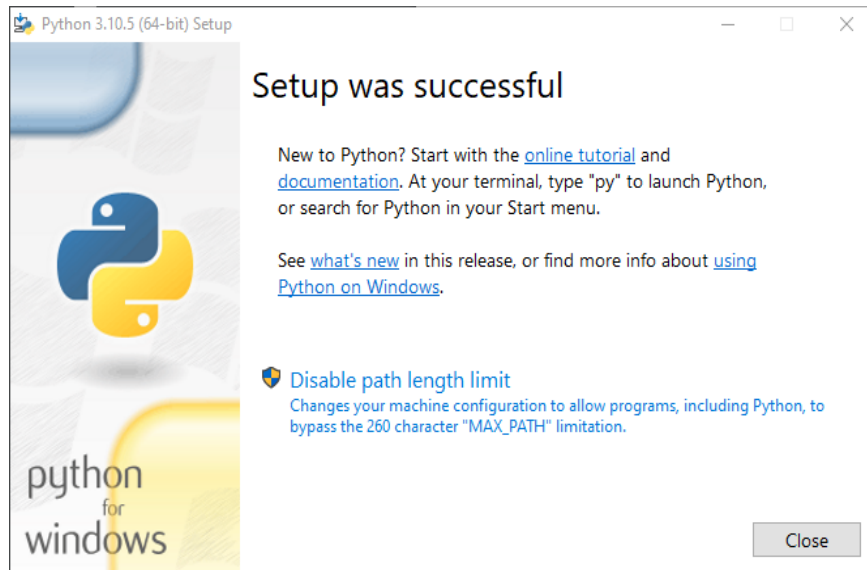 Python 3.10.5 (64-bit) Setup
Setup was successful
New to Python? Start with the online tutorial and
documentation. At your terminal, type "py" to launch Python,
or search for Python in your Start menu.
See what's new in this release, or find more info about using
Python on Windows.
Disable path length limit
Changes your machine configuration to allow programs, including Python, to
bypass the 260 character "MAX_PATH" limitation.
python
for
windows
Close